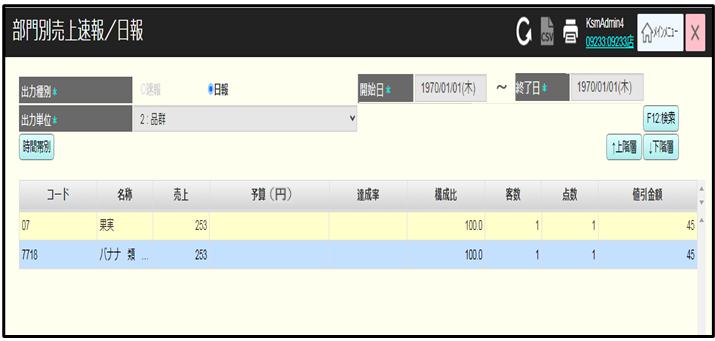 部門別売上速報/日報
CSV
KsmAdmin4
09233:09233店
メインメニュー
X
出力種別* 速報 日報 開始日* 1970/01/01(木) ～ 終了日* 1970/01/01(木)
出力単位* 2 : 品群 F12:検索
時間帯別 ↑上階層 ↓下階層
コード 名称 売上 予算（円） 達成率 構成比 客数 点数 値引金額
07 果実 253 100.0 1 1 45
7718 バナナ 類 ... 253 100.0 1 1 45